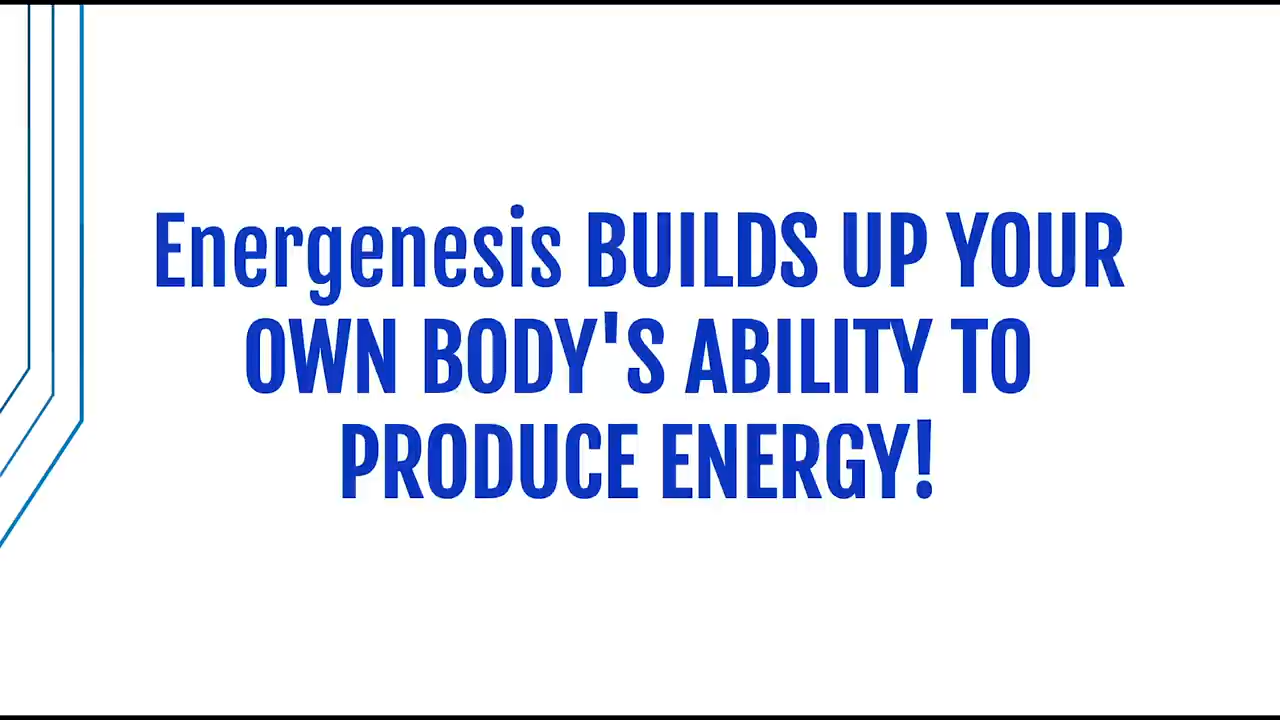 Energenesis BUILDS UP YOUR
OWN BODY'S ABILITY TO
PRODUCE ENERGY!